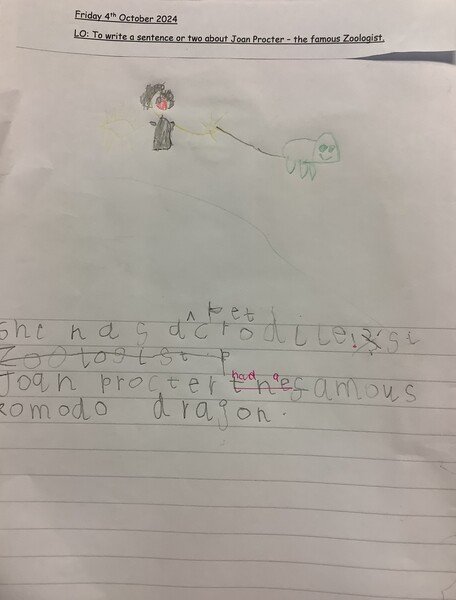 Friday 4th October 2024
LO: To write a sentence or two about Joan Procter – the famous Zoologist.
pet
She has a crodile!
Zoologist p
had a
Joan procter the famous
komodo dragon.